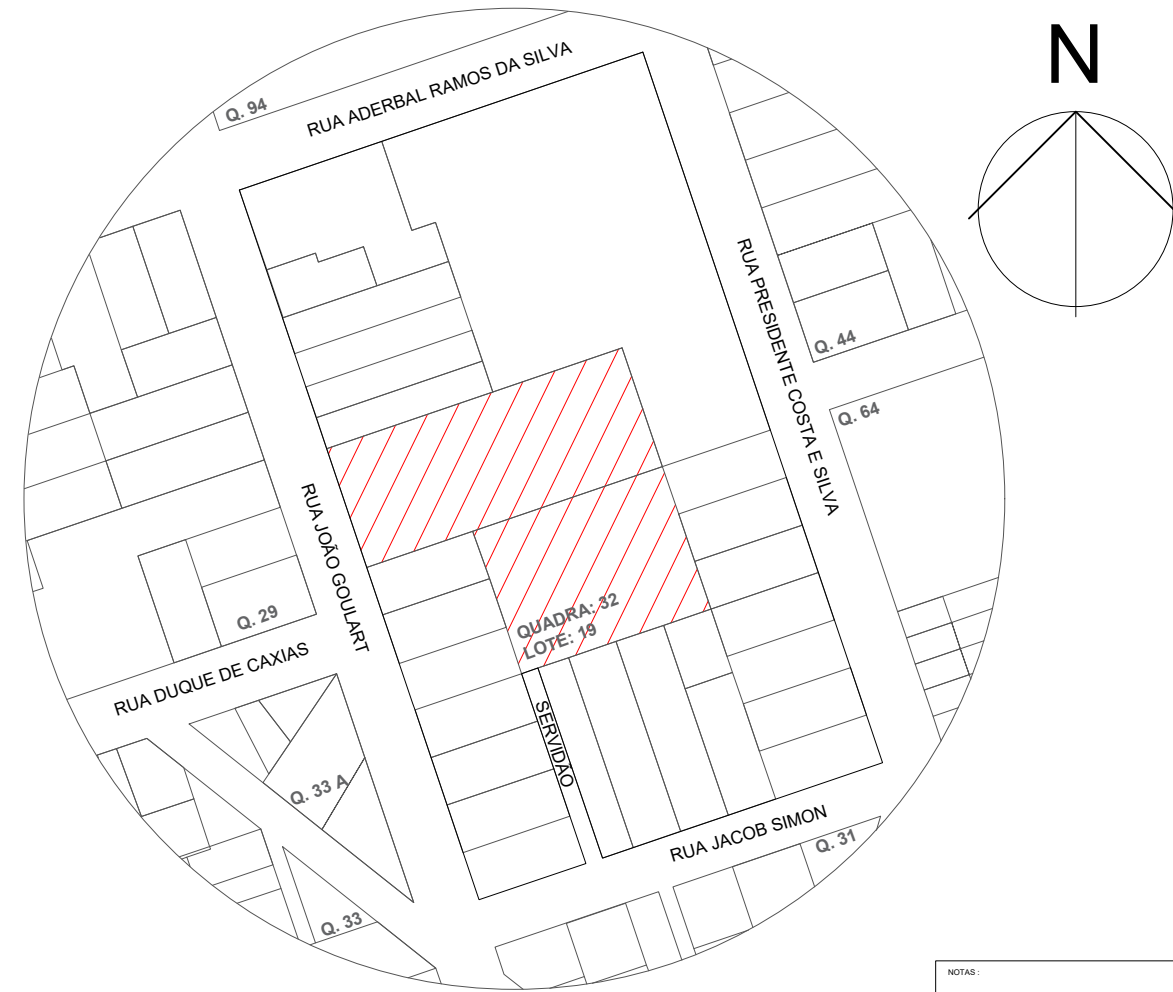 N
Q. 94
RUA ADERBAL RAMOS DA SILVA
RUA PRESIDENTE COSTA E SILVA
Q. 44
Q. 64
RUA JOÃO GOULART
QUADRA: 32
LOTE: 19
Q. 29
RUA DUQUE DE CAXIAS
SERVIDÃO
Q. 33 A
RUA JACOB SIMON
Q. 31
Q. 33
NOTAS :